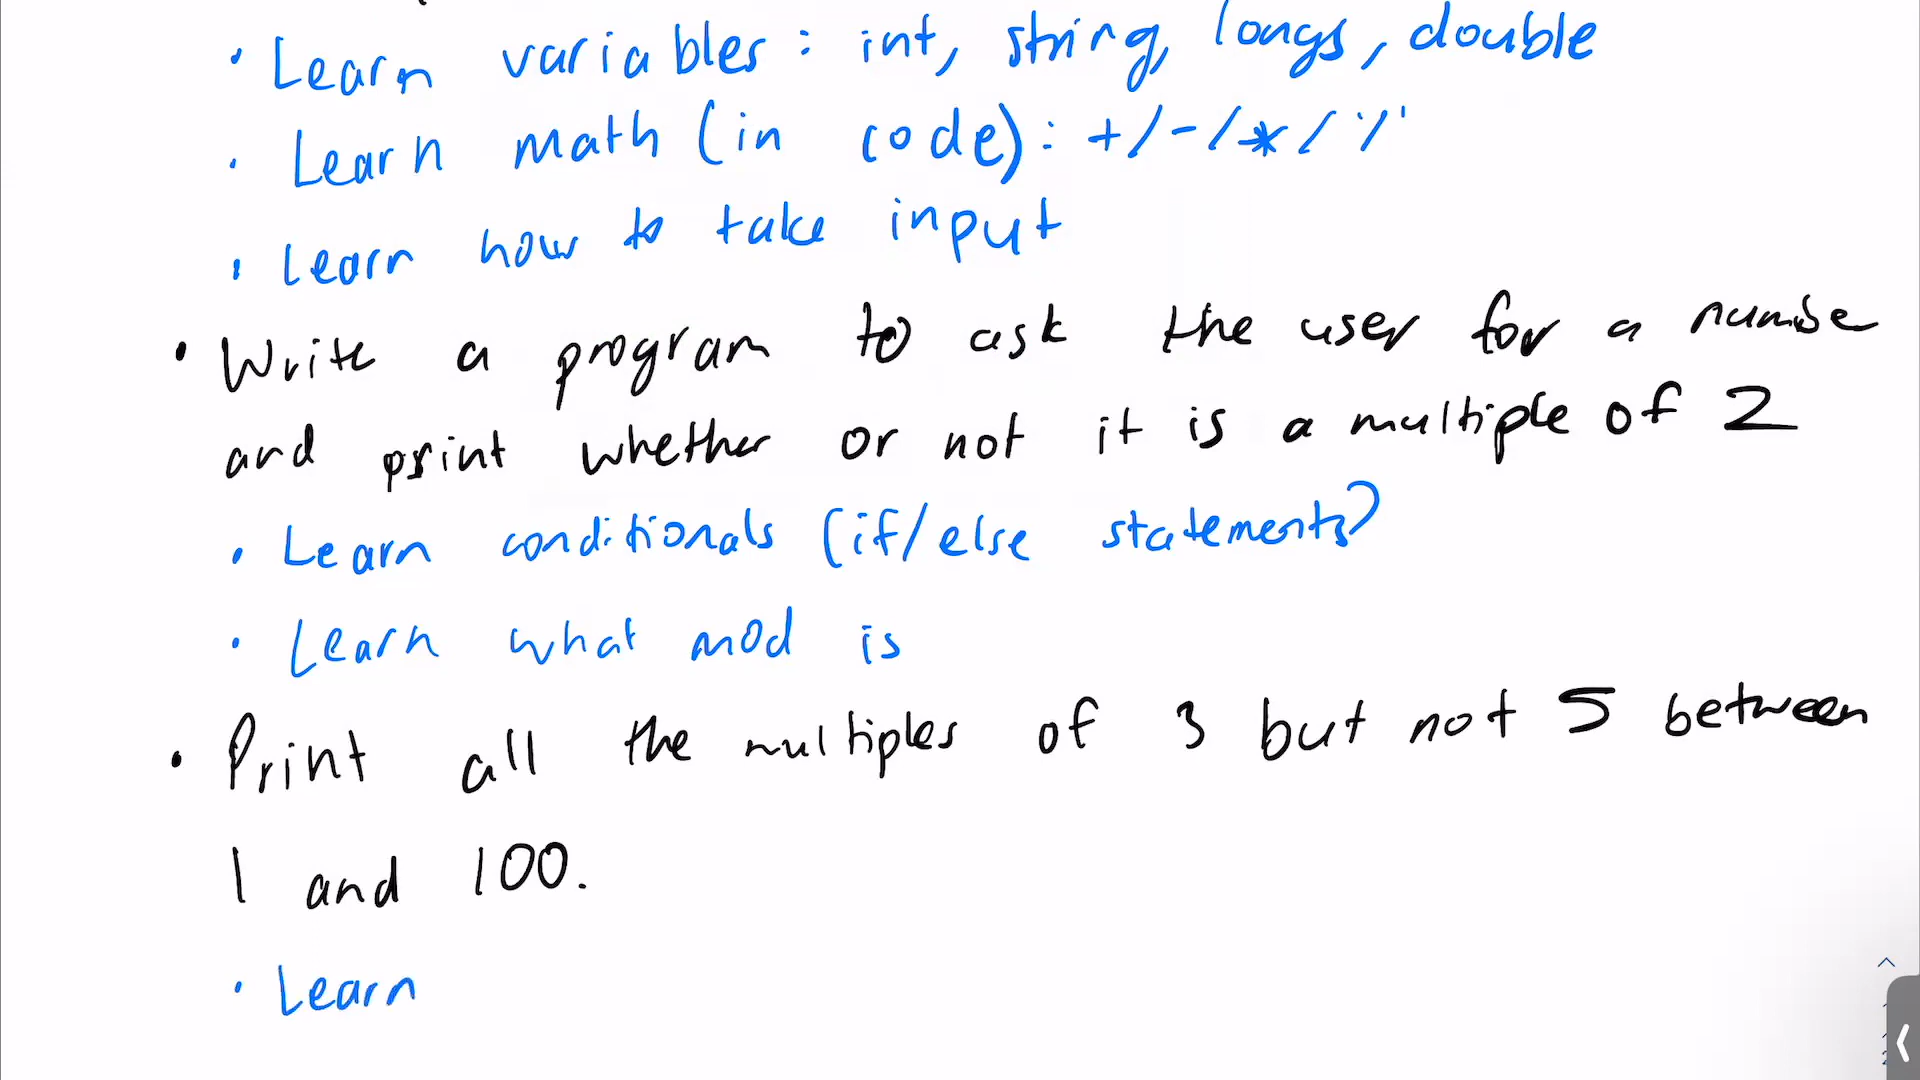 • Learn variables: int, string, longs, double
• Learn math (in code): +/-/*/%
• Learn how to take input
• Write a program to ask the user for a number
and print whether or not it is a multiple of 2
• Learn conditionals (if/else statements)
• Learn what mod is
• Print all the multiples of 3 but not 5 between
1 and 100.
• Learn